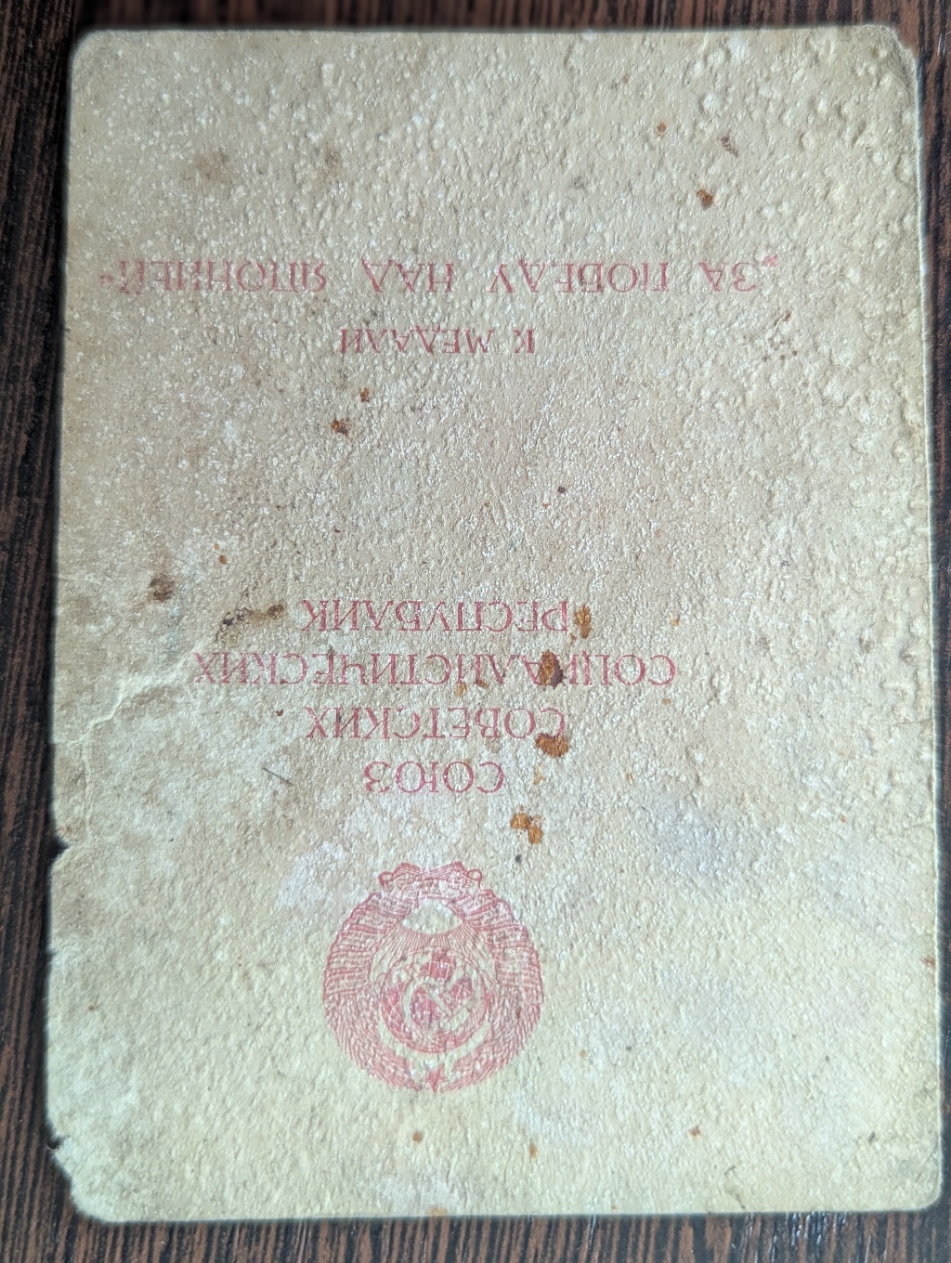 СОЮЗ
СОВЕТСКИХ
СОЦИАЛИСТИЧЕСКИХ
РЕСПУБЛИК
К МЕДАЛИ
„ЗА ПОБЕДУ НАД ЯПОНИЕЙ“